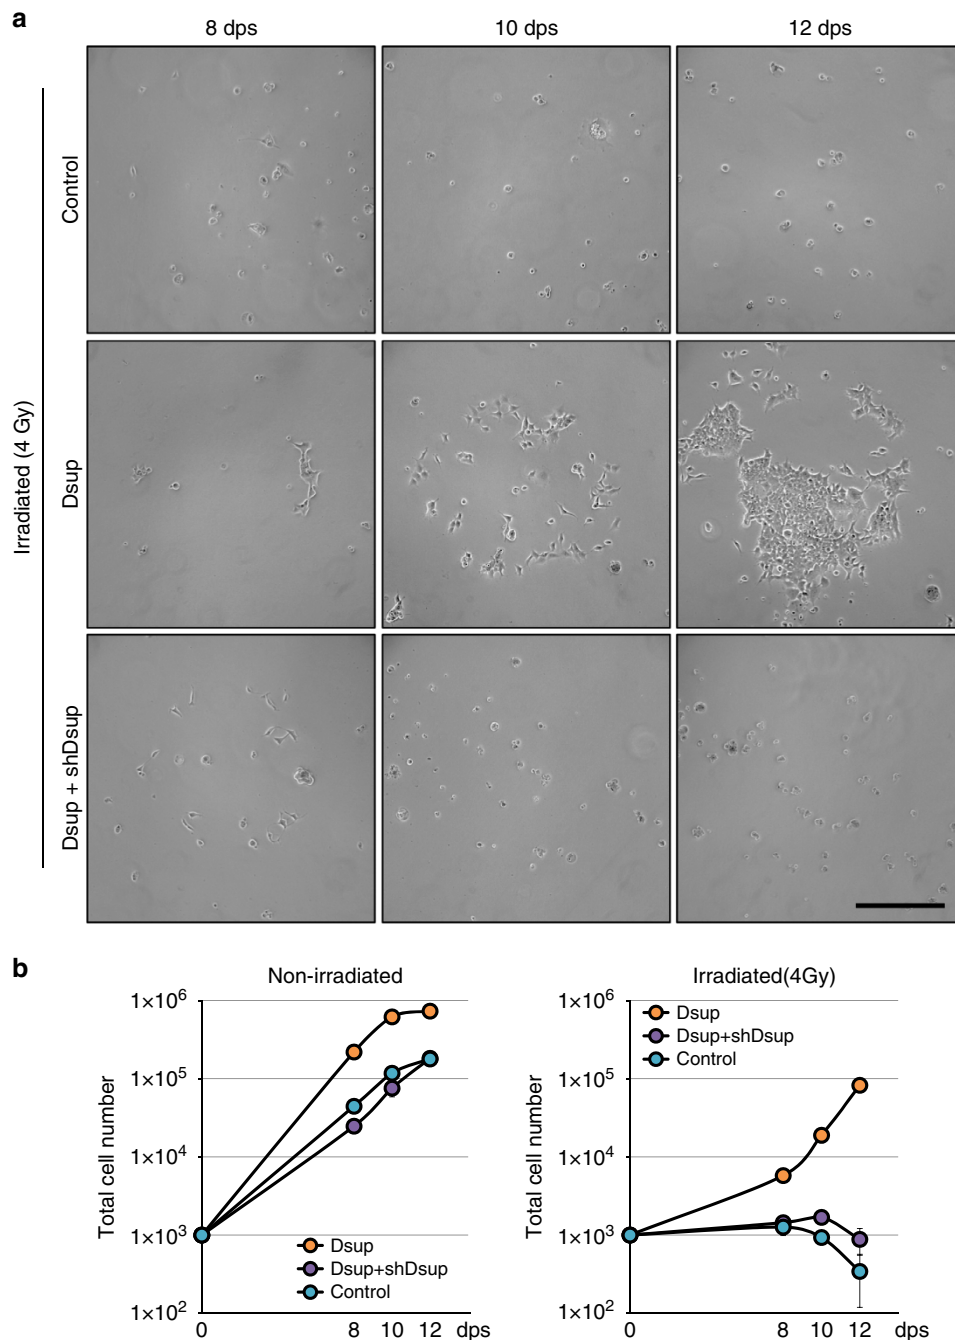 a
8 dps
10 dps
12 dps
Irradiated (4 Gy)
Control
Dsup
Dsup + shDsup
b
Non-irradiated
Total cell number
1×10⁶
1×10⁵
1×10⁴
1×10³
1×10²
Dsup
Dsup+shDsup
Control
0 8 10 12 dps
Irradiated(4Gy)
Total cell number
1×10⁶
1×10⁵
1×10⁴
1×10³
1×10²
Dsup
Dsup+shDsup
Control
0 8 10 12 dps